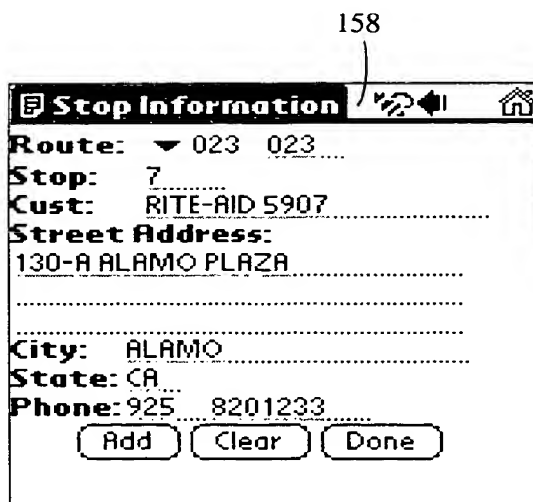 158
Stop Information
Route: 023 023
Stop: 7
Cust: RITE-AID 5907
Street Address:
130-A ALAMO PLAZA
City: ALAMO
State: CA
Phone: 925 8201233
Add Clear Done